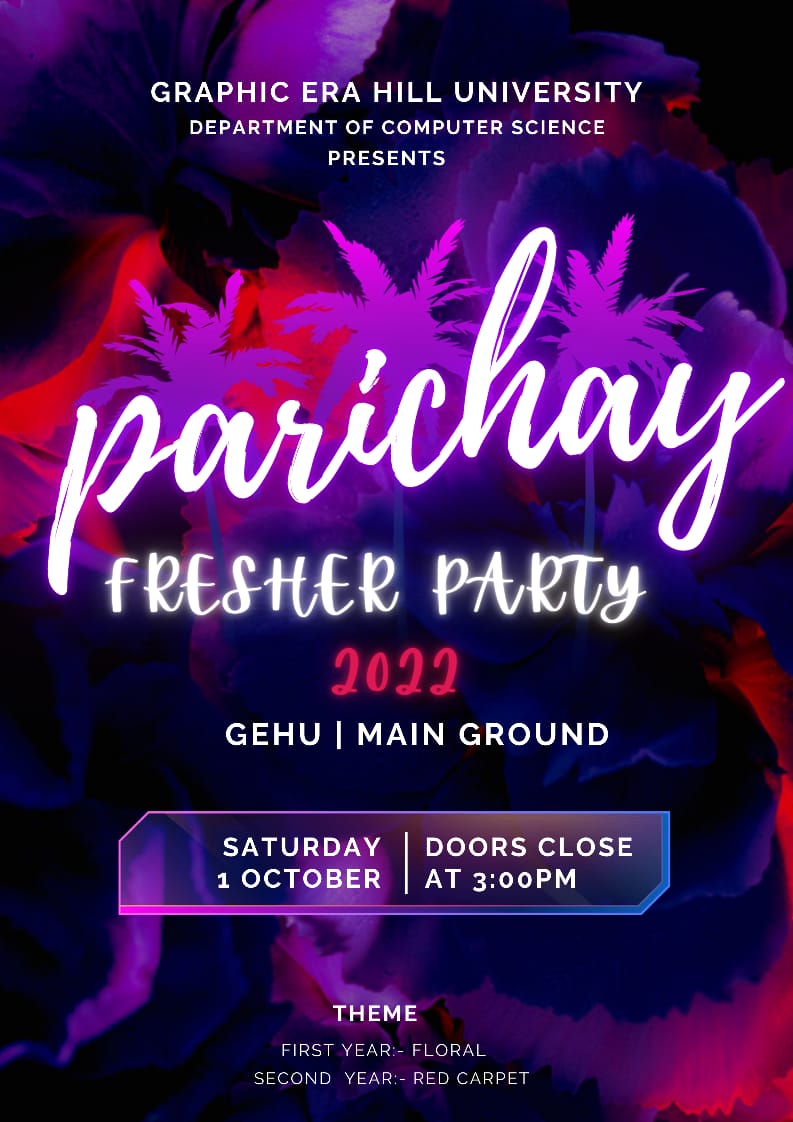 GRAPHIC ERA HILL UNIVERSITY
DEPARTMENT OF COMPUTER SCIENCE
PRESENTS
parichay
FRESHER PARTY
2022
GEHU | MAIN GROUND
SATURDAY
1 OCTOBER
DOORS CLOSE
AT 3:00PM
THEME
FIRST YEAR:- FLORAL
SECOND YEAR:- RED CARPET